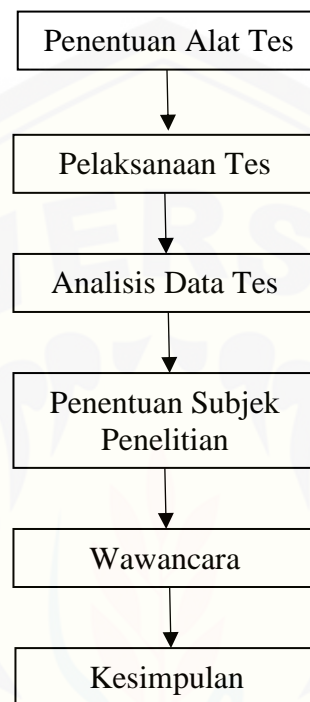 Penentuan Alat Tes
Pelaksanaan Tes
Analisis Data Tes
Penentuan Subjek
Penelitian
Wawancara
Kesimpulan